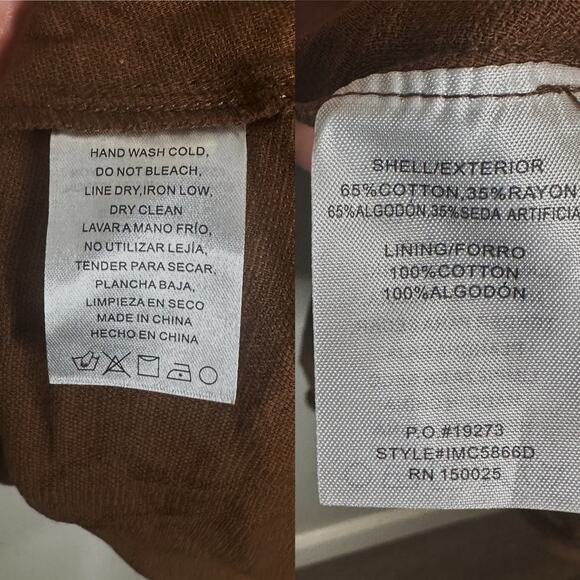 HAND WASH COLD,
DO NOT BLEACH,
LINE DRY,IRON LOW,
DRY CLEAN
LAVAR A MANO FRÍO,
NO UTILIZAR LEJÍA,
TENDER PARA SECAR,
PLANCHA BAJA,
LIMPIEZA EN SECO
MADE IN CHINA
HECHO EN CHINA
SHELL/EXTERIOR
65%COTTON,35%RAYON
65%ALGODÓN,35%SEDA ARTIFICIA
LINING/FORRO
100%COTTON
100%ALGODÓN
P.O.#19273
STYLE#IMC5866D
RN 150025